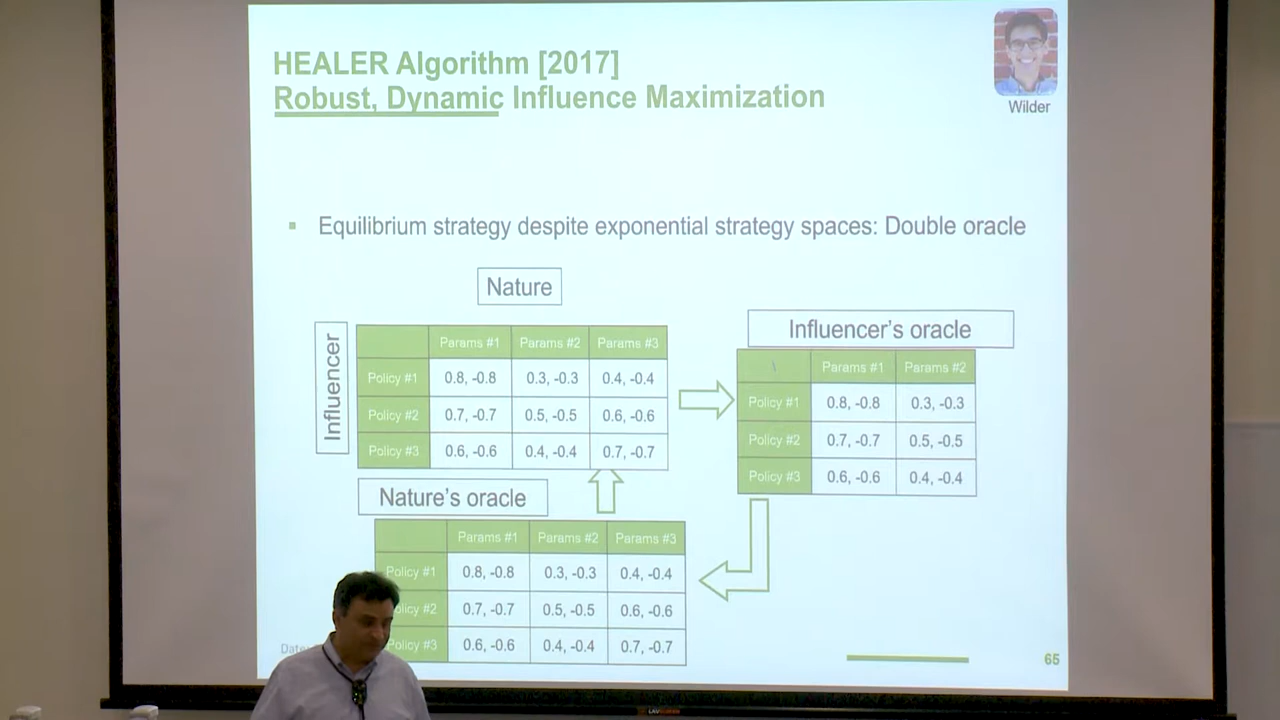 HEALER Algorithm [2017]
Robust, Dynamic Influence Maximization
Wilder
▪ Equilibrium strategy despite exponential strategy spaces: Double oracle
Nature
Influencer
Params #1 Params #2 Params #3
Policy #1 0.8, -0.8 0.3, -0.3 0.4, -0.4
Policy #2 0.7, -0.7 0.5, -0.5 0.6, -0.6
Policy #3 0.6, -0.6 0.4, -0.4 0.7, -0.7
Influencer's oracle
Params #1 Params #2
Policy #1 0.8, -0.8 0.3, -0.3
Policy #2 0.7, -0.7 0.5, -0.5
Policy #3 0.6, -0.6 0.4, -0.4
Nature's oracle
Params #1 Params #2 Params #3
Policy #1 0.8, -0.8 0.3, -0.3 0.4, -0.4
olicy #2 0.7, -0.7 0.5, -0.5 0.6, -0.6
Policy #3 0.6, -0.6 0.4, -0.4 0.7, -0.7
Date
65